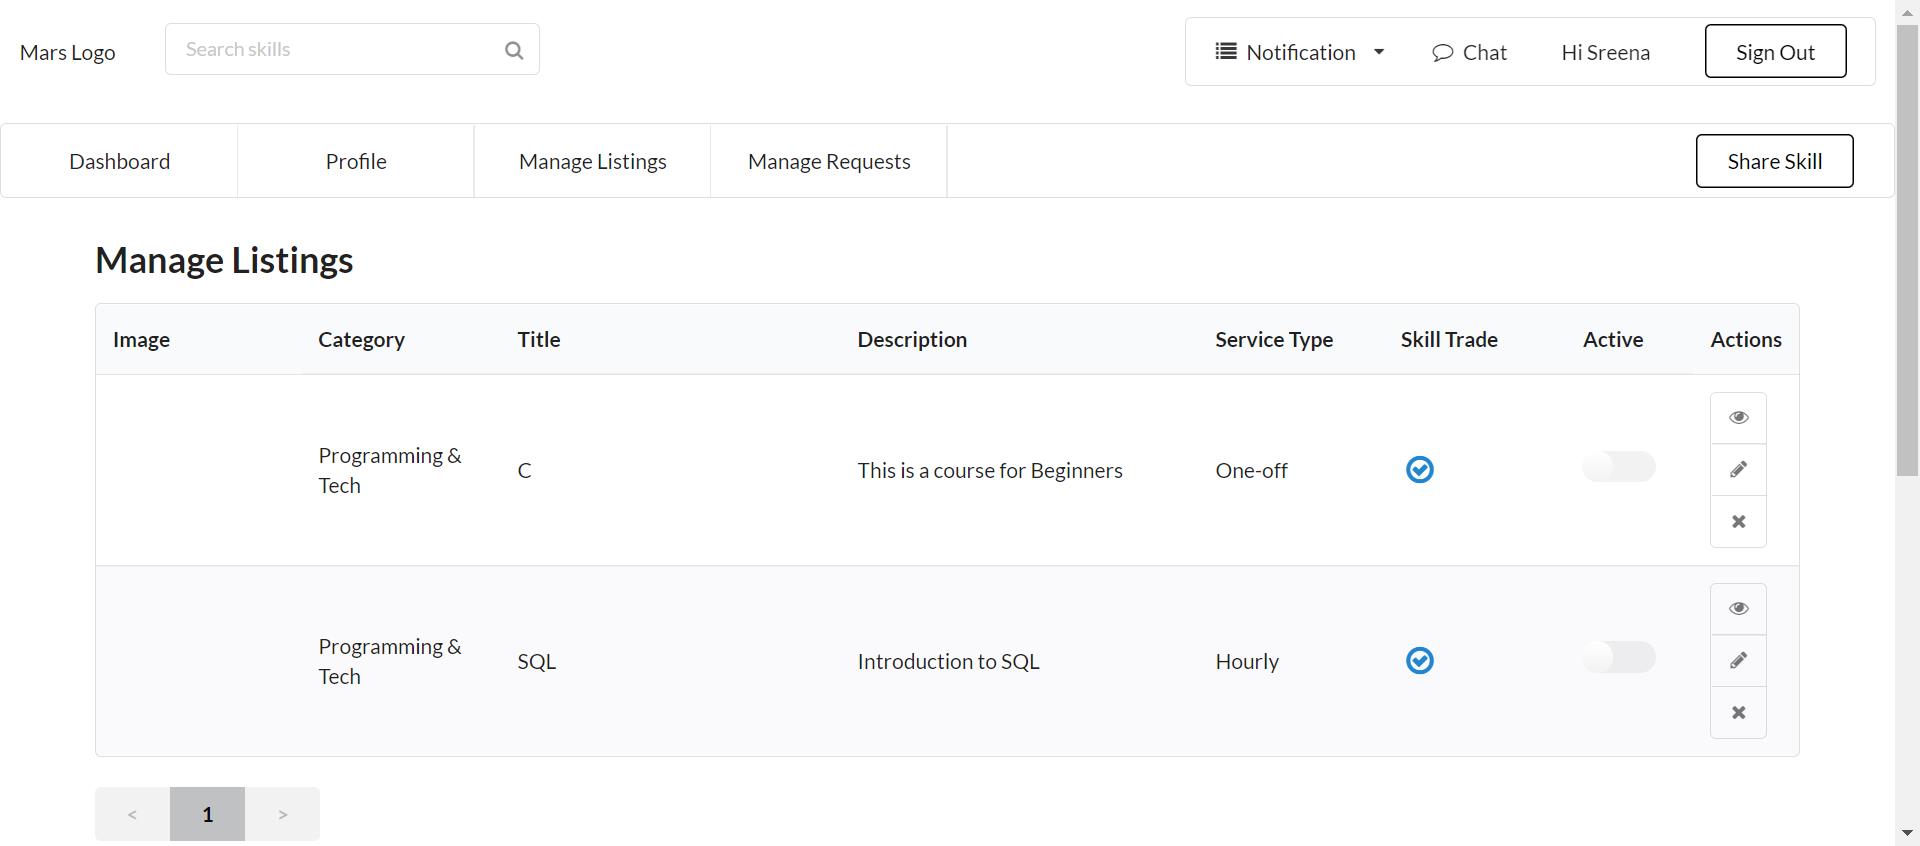 Mars Logo
Search skills
Notification
Chat
Hi Sreena
Sign Out
Dashboard
Profile
Manage Listings
Manage Requests
Share Skill
Manage Listings
Image
Category
Title
Description
Service Type
Skill Trade
Active
Actions
Programming &
Tech
C
This is a course for Beginners
One-off
Programming &
Tech
SQL
Introduction to SQL
Hourly
<
1
>